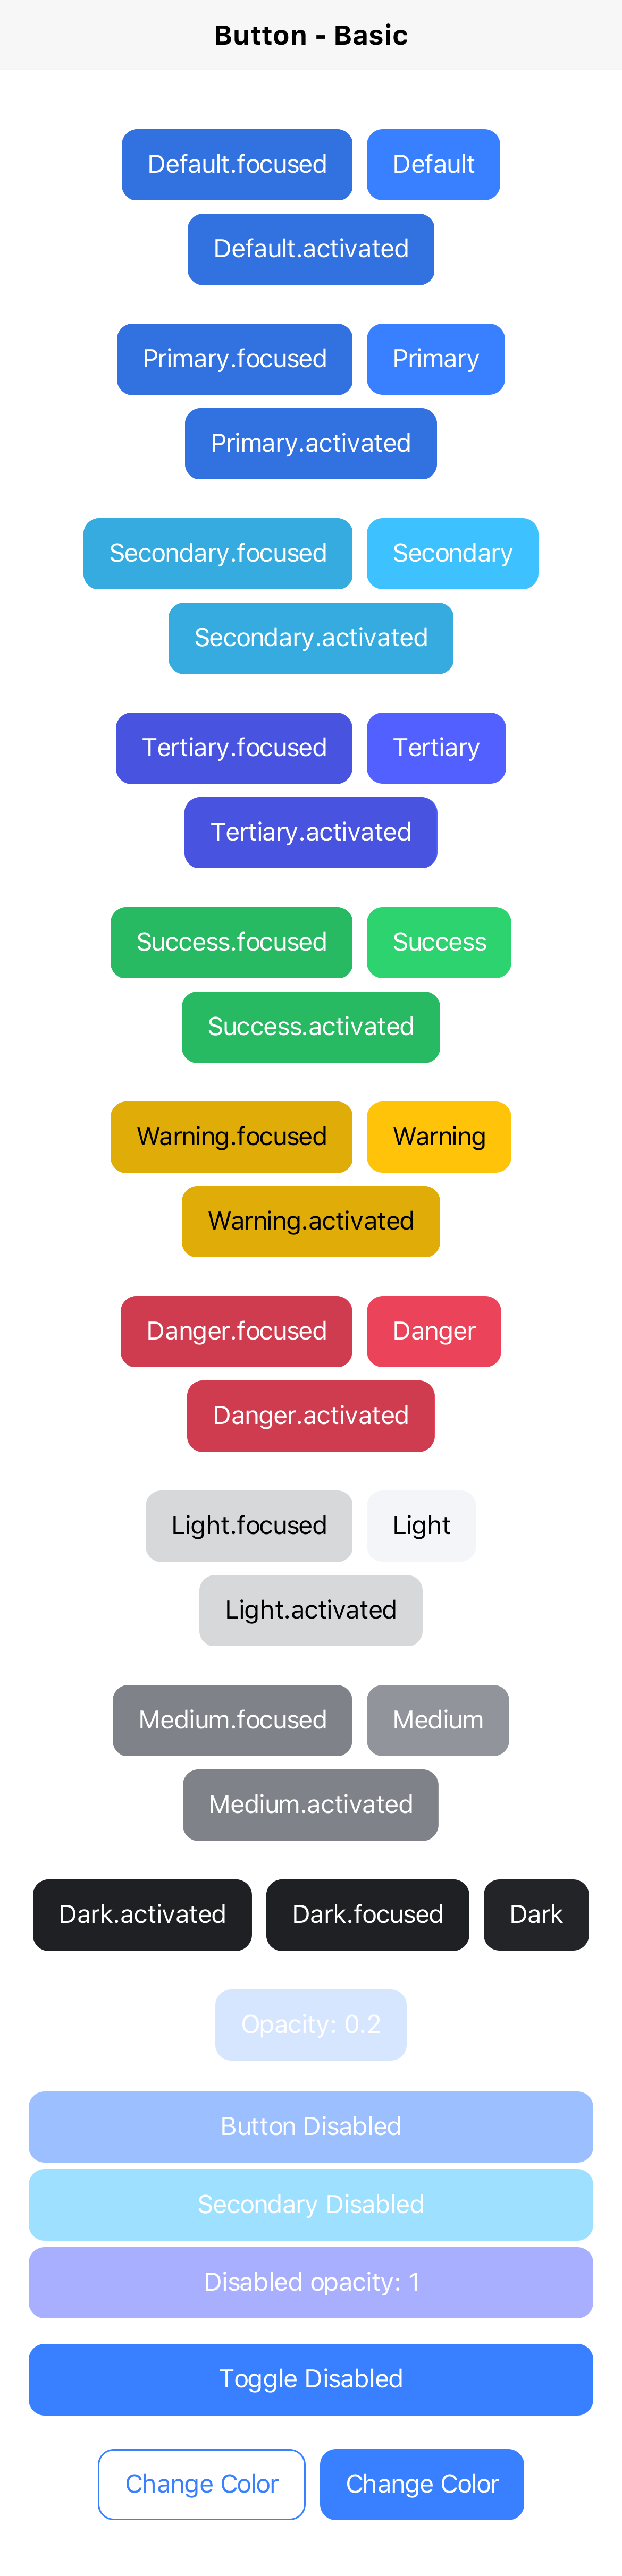 Button - Basic
Default.focused Default
Default.activated
Primary.focused Primary
Primary.activated
Secondary.focused Secondary
Secondary.activated
Tertiary.focused Tertiary
Tertiary.activated
Success.focused Success
Success.activated
Warning.focused Warning
Warning.activated
Danger.focused Danger
Danger.activated
Light.focused Light
Light.activated
Medium.focused Medium
Medium.activated
Dark.activated Dark.focused Dark
Opacity: 0.2
Button Disabled
Secondary Disabled
Disabled opacity: 1
Toggle Disabled
Change Color Change Color